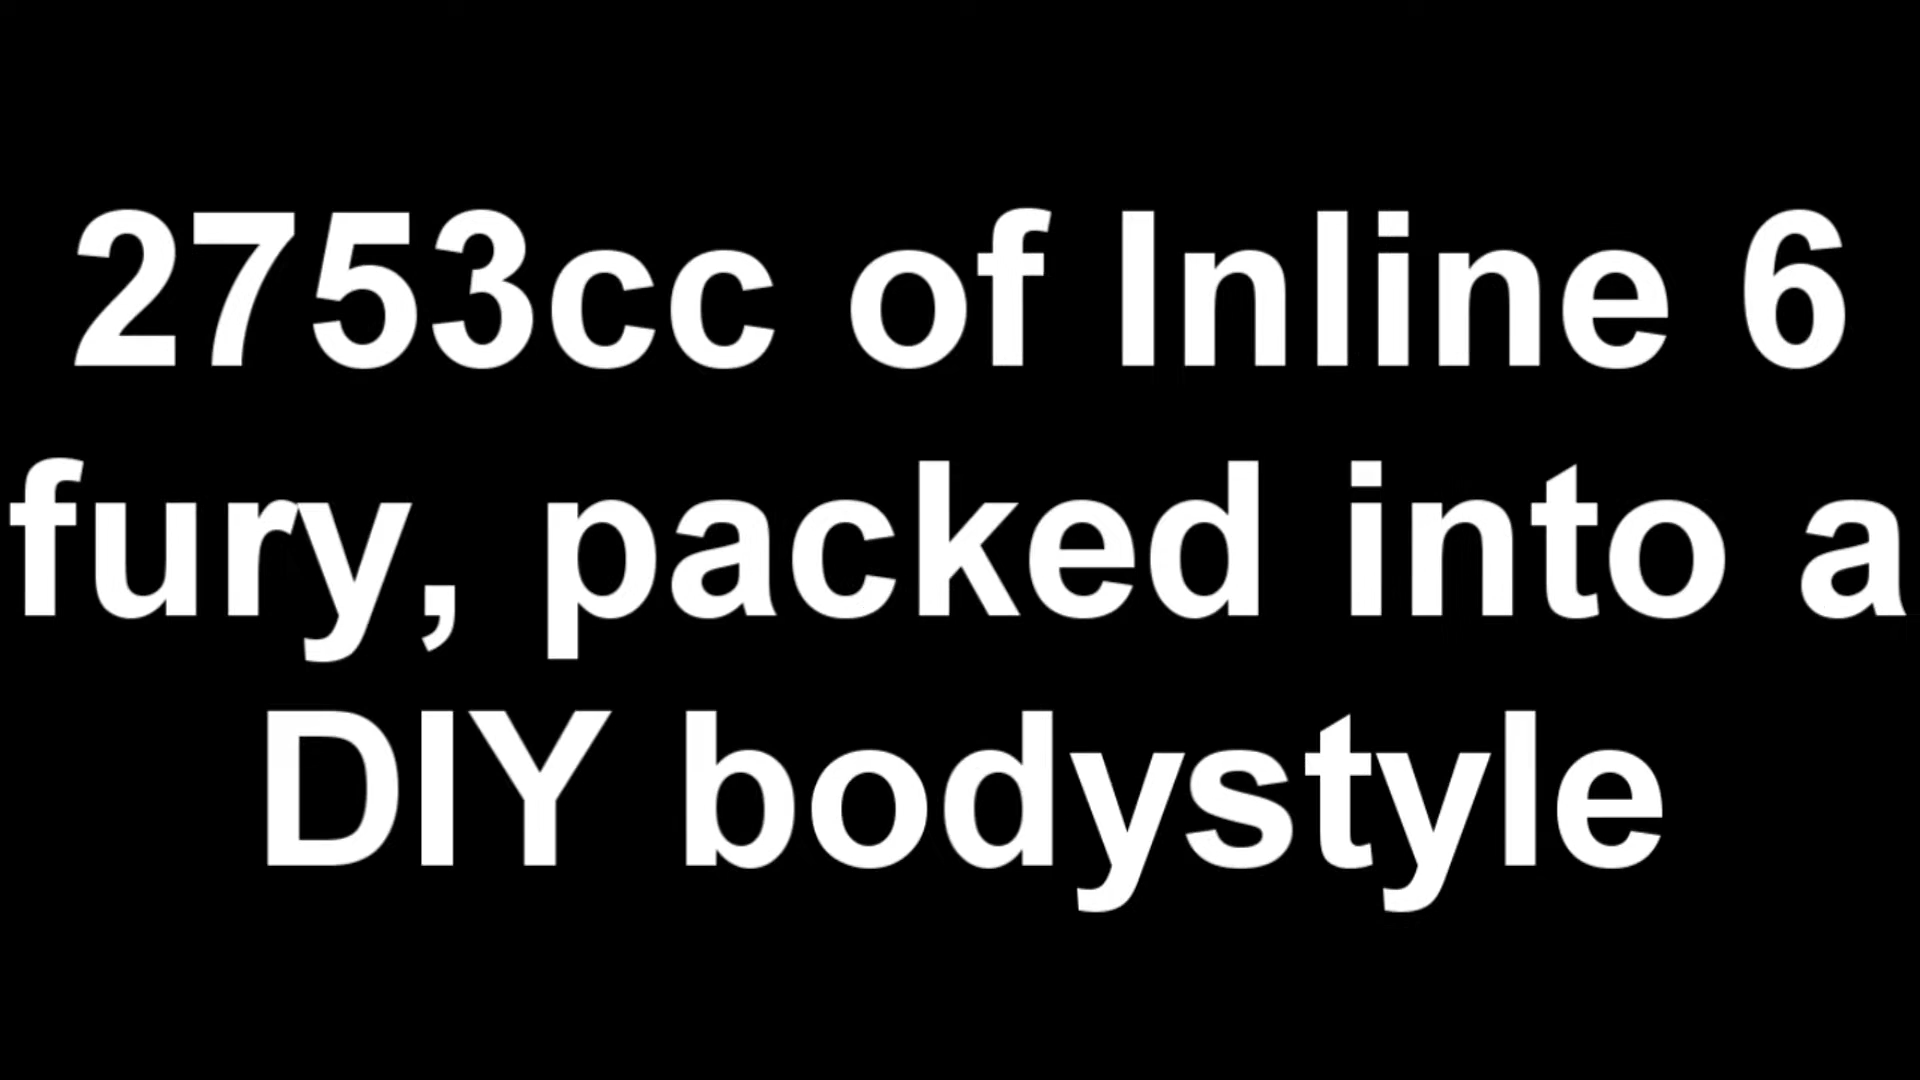 2753cc of Inline 6
fury, packed into a
DIY bodystyle